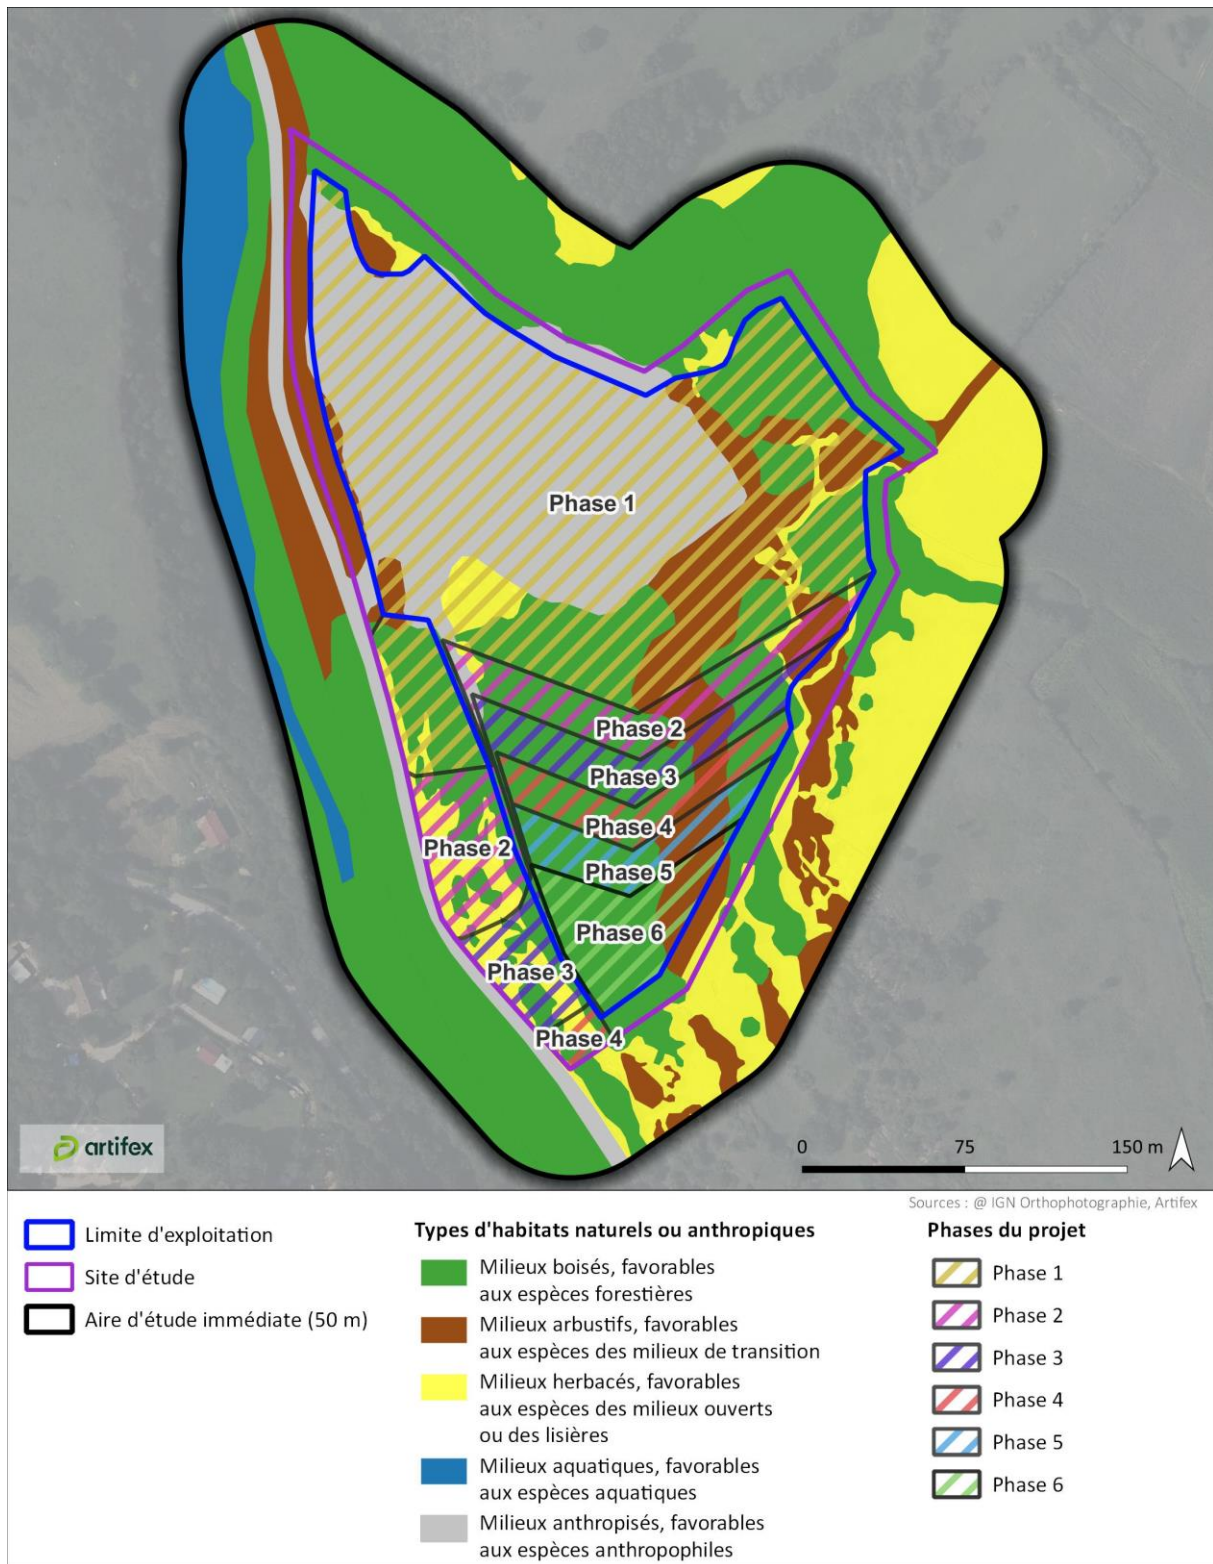 Phase 1
Phase 2
Phase 3
Phase 4
Phase 5
Phase 2
Phase 6
Phase 3
Phase 4
artifex
0 75 150 m
Sources : @ IGN Orthophotographie, Artifex
Limite d'exploitation
Site d'étude
Aire d'étude immédiate (50 m)
Types d'habitats naturels ou anthropiques
Milieux boisés, favorables
aux espèces forestières
Milieux arbustifs, favorables
aux espèces des milieux de transition
Milieux herbacés, favorables
aux espèces des milieux ouverts
ou des lisières
Milieux aquatiques, favorables
aux espèces aquatiques
Milieux anthropisés, favorables
aux espèces anthropophiles
Phases du projet
Phase 1
Phase 2
Phase 3
Phase 4
Phase 5
Phase 6